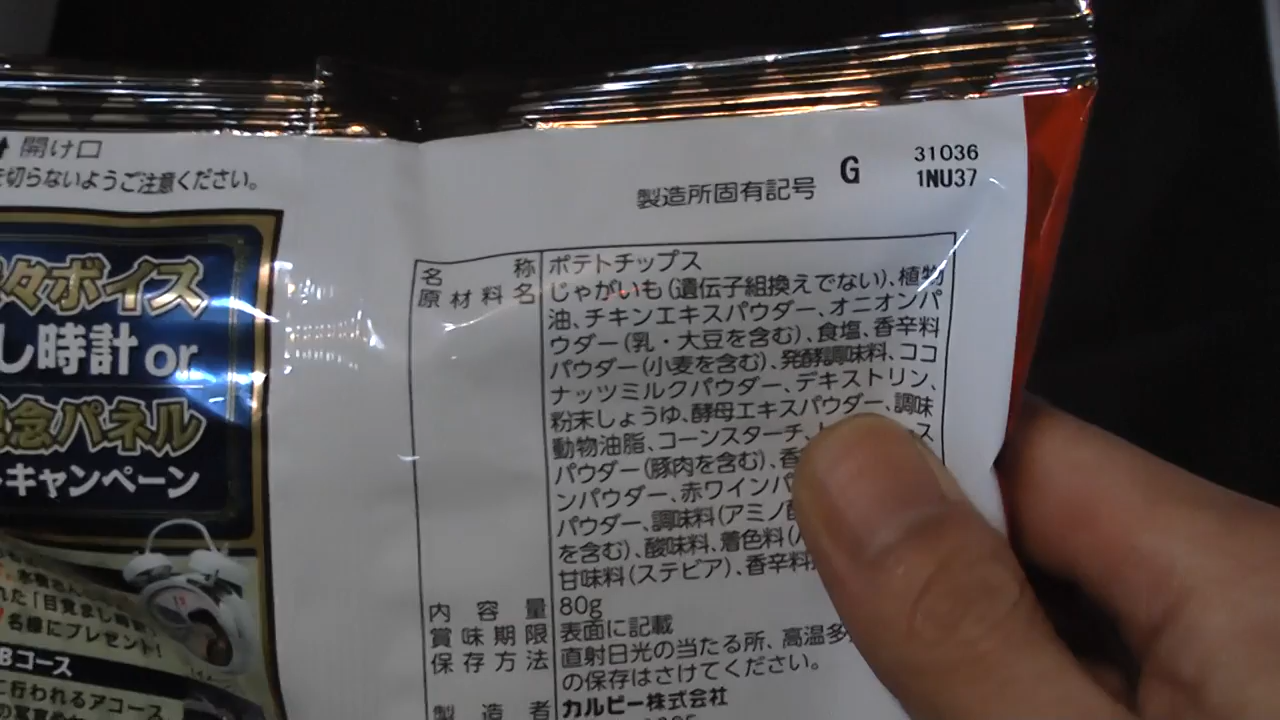 開け口
を切らないようご注意ください。
製造所固有記号 G 31036
1NU37
々ボイス
し時計 or
念パネル
キャンペーン
た「目覚まし時計」
名様にプレゼント!
Bコース
に行われるアコース
名称 ポテトチップス
原材料名 じゃがいも(遺伝子組換えでない)、植物
油、チキンエキスパウダー、オニオンパ
ウダー(乳・大豆を含む)、食塩、香辛料
パウダー(小麦を含む)、発酵調味料、ココ
ナッツミルクパウダー、デキストリン、
粉末しょうゆ、酵母エキスパウダー、調味
動物油脂、コーンスターチ、
パウダー(豚肉を含む)、香
ンパウダー、赤ワインパ
パウダー、調味料(アミノ
を含む)、酸味料、着色料(
甘味料(ステビア)、香辛料
内容量 80g
賞味期限 表面に記載
保存方法 直射日光の当たる所、高温多
の保存はさけてください。
製造者 カルビー株式会社